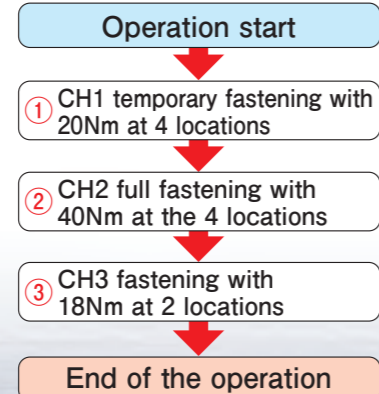 Operation start
① CH1 temporary fastening with
20Nm at 4 locations
② CH2 full fastening with
40Nm at the 4 locations
③ CH3 fastening with
18Nm at 2 locations
End of the operation